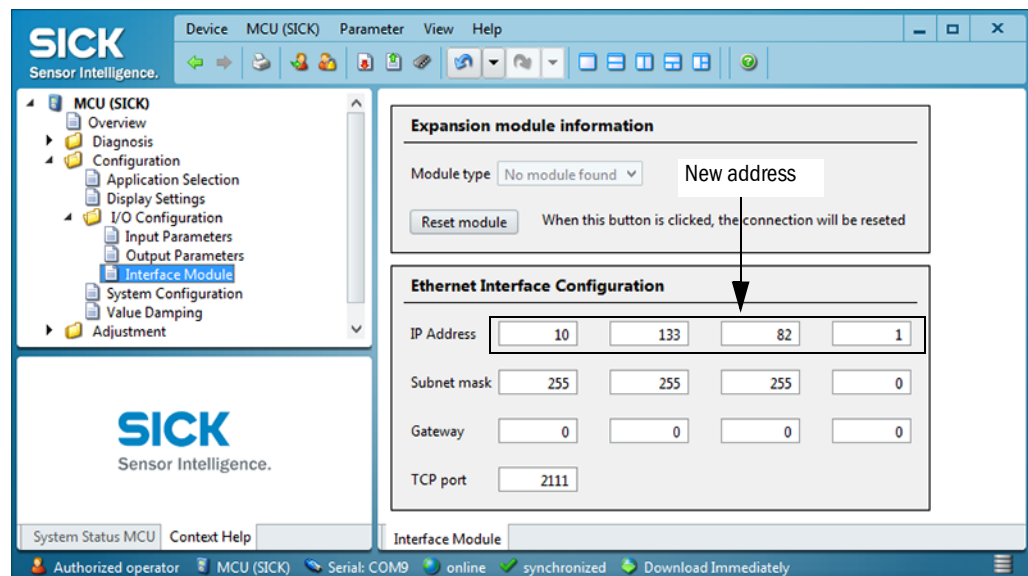 SICK
Sensor Intelligence.
Device MCU (SICK) Parameter View Help
MCU (SICK)
Overview
Diagnosis
Configuration
Application Selection
Display Settings
I/O Configuration
Input Parameters
Output Parameters
Interface Module
System Configuration
Value Damping
Adjustment
SICK
Sensor Intelligence.
System Status MCU Context Help
Expansion module information
Module type No module found
New address
Reset module When this button is clicked, the connection will be reseted
Ethernet Interface Configuration
IP Address 10 133 82 1
Subnet mask 255 255 255 0
Gateway 0 0 0 0
TCP port 2111
Interface Module
Authorized operator MCU (SICK) Serial: COM9 online synchronized Download Immediately